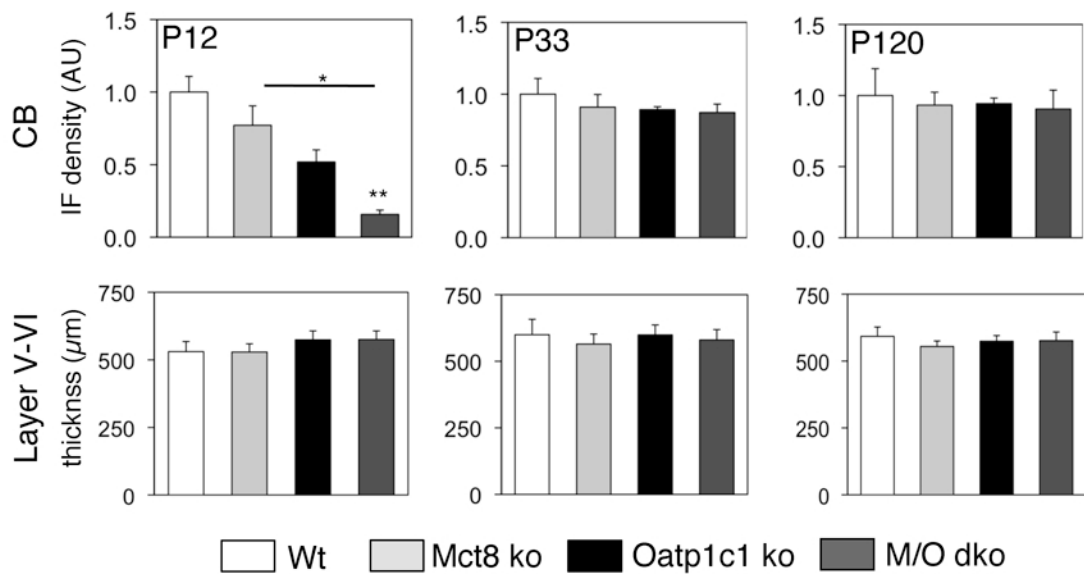 P12
P33
P120
CB
IF density (AU)
1.5
1.0
0.5
0.0
*
**
1.5
1.0
0.5
0.0
1.5
1.0
0.5
0.0
Layer V-VI
thicknss (µm)
750
500
250
0
750
500
250
0
750
500
250
0
Wt
Mct8 ko
Oatp1c1 ko
M/O dko